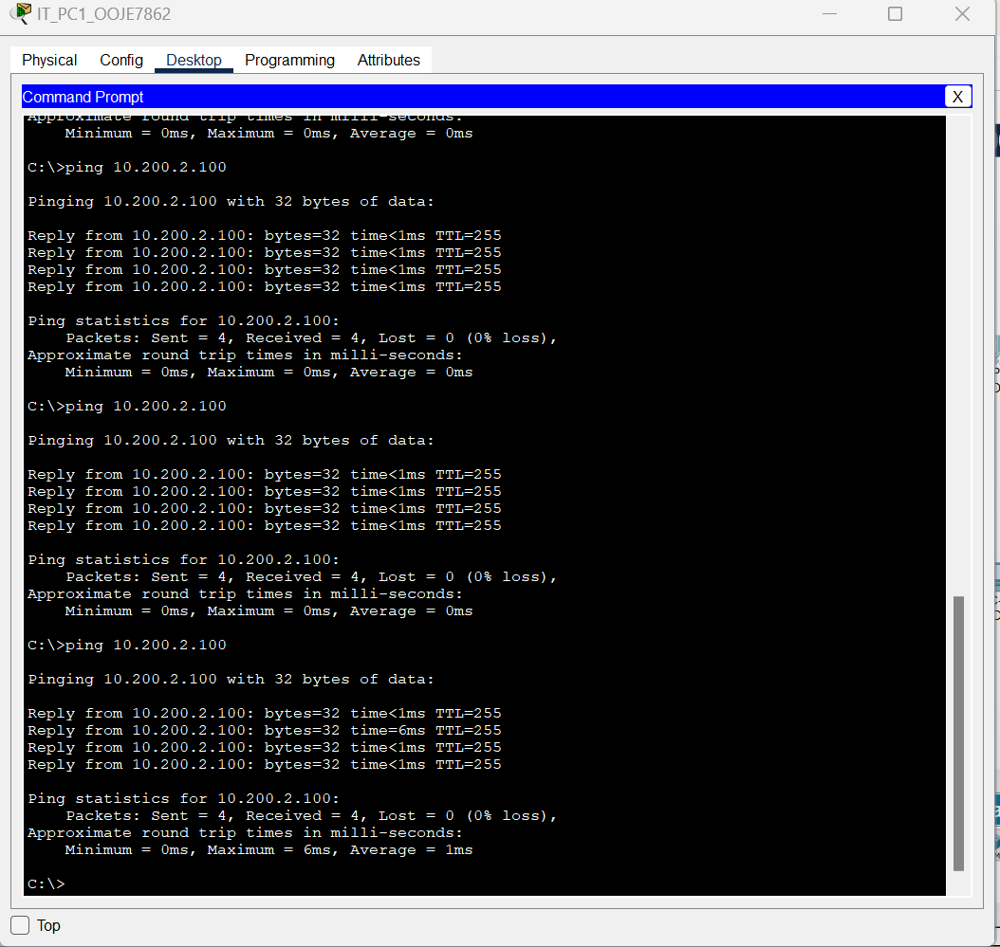 IT_PC1_OOJE7862
Physical Config Desktop Programming Attributes
Command Prompt X
Approximate round trip times in milli-seconds:
    Minimum = 0ms, Maximum = 0ms, Average = 0ms

C:\>ping 10.200.2.100

Pinging 10.200.2.100 with 32 bytes of data:

Reply from 10.200.2.100: bytes=32 time<1ms TTL=255
Reply from 10.200.2.100: bytes=32 time<1ms TTL=255
Reply from 10.200.2.100: bytes=32 time<1ms TTL=255
Reply from 10.200.2.100: bytes=32 time<1ms TTL=255

Ping statistics for 10.200.2.100:
    Packets: Sent = 4, Received = 4, Lost = 0 (0% loss),
Approximate round trip times in milli-seconds:
    Minimum = 0ms, Maximum = 0ms, Average = 0ms

C:\>ping 10.200.2.100

Pinging 10.200.2.100 with 32 bytes of data:

Reply from 10.200.2.100: bytes=32 time<1ms TTL=255
Reply from 10.200.2.100: bytes=32 time<1ms TTL=255
Reply from 10.200.2.100: bytes=32 time<1ms TTL=255
Reply from 10.200.2.100: bytes=32 time<1ms TTL=255

Ping statistics for 10.200.2.100:
    Packets: Sent = 4, Received = 4, Lost = 0 (0% loss),
Approximate round trip times in milli-seconds:
    Minimum = 0ms, Maximum = 0ms, Average = 0ms

C:\>ping 10.200.2.100

Pinging 10.200.2.100 with 32 bytes of data:

Reply from 10.200.2.100: bytes=32 time<1ms TTL=255
Reply from 10.200.2.100: bytes=32 time=6ms TTL=255
Reply from 10.200.2.100: bytes=32 time<1ms TTL=255
Reply from 10.200.2.100: bytes=32 time<1ms TTL=255

Ping statistics for 10.200.2.100:
    Packets: Sent = 4, Received = 4, Lost = 0 (0% loss),
Approximate round trip times in milli-seconds:
    Minimum = 0ms, Maximum = 6ms, Average = 1ms

C:\>
Top